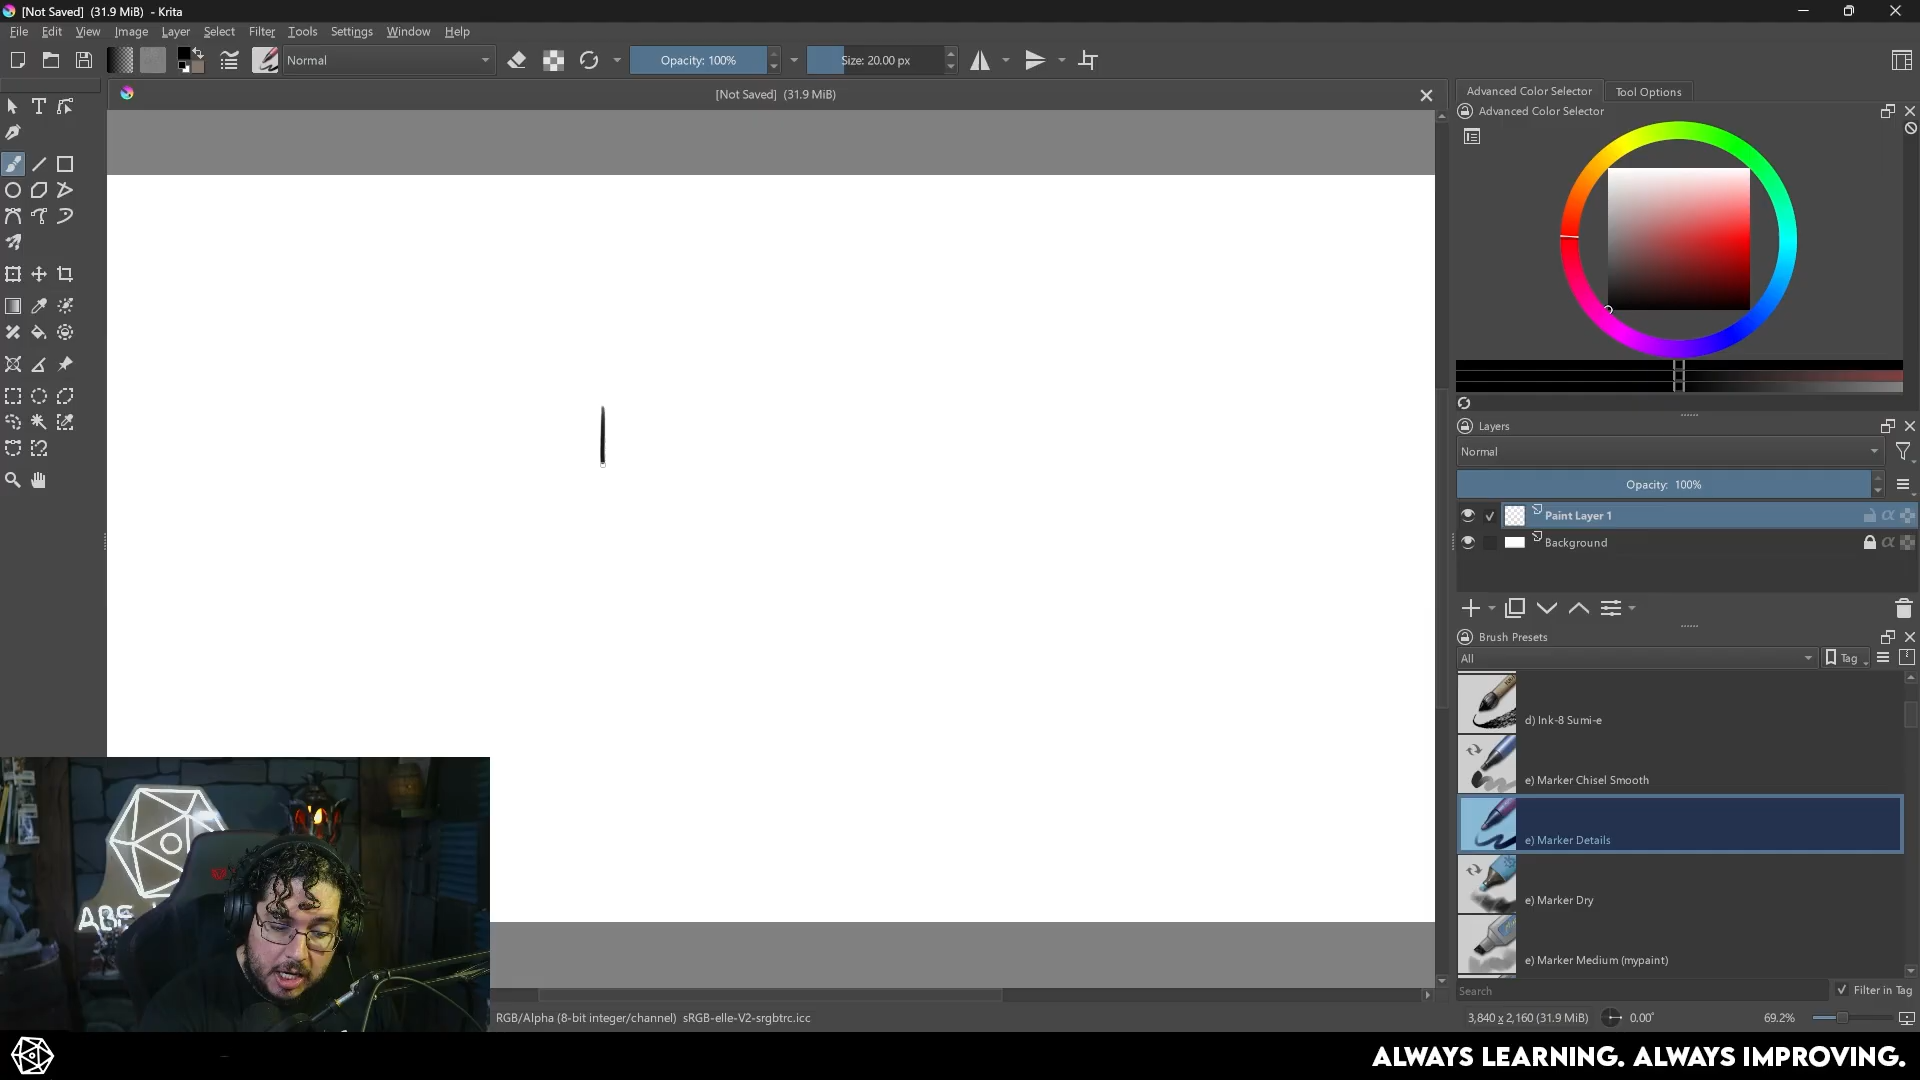 [Not Saved] (31.9 MiB) - Krita
File Edit View Image Layer Select Filter Tools Settings Window Help
Normal
Opacity: 100%
Size: 20.00 px
[Not Saved] (31.9 MiB)
Advanced Color Selector
Tool Options
Advanced Color Selector
Layers
Normal
Opacity: 100%
Paint Layer 1
Background
Brush Presets
All
Tag
d) Ink-8 Sumi-e
e) Marker Chisel Smooth
e) Marker Details
e) Marker Dry
e) Marker Medium (mypaint)
Search
Filter in Tag
RGB/Alpha (8-bit integer/channel) sRGB-elle-V2-srgbtrc.icc
3,840 x 2,160 (31.9 MiB)
0.00°
69.2%
ALWAYS LEARNING. ALWAYS IMPROVING.